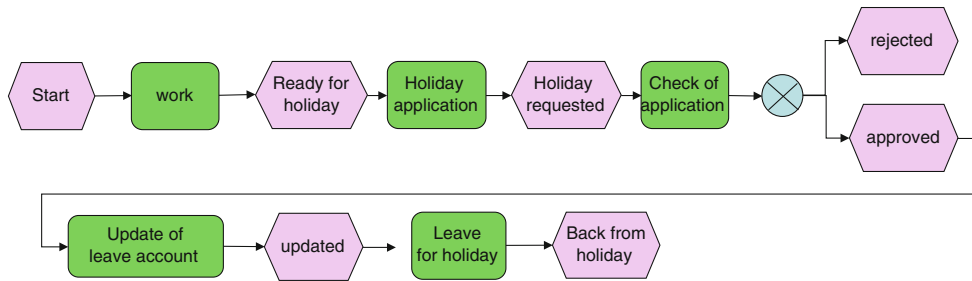 Start
work
Ready for
holiday
Holiday
application
Holiday
requested
Check of
application
rejected
approved
Update of
leave account
updated
Leave
for holiday
Back from
holiday